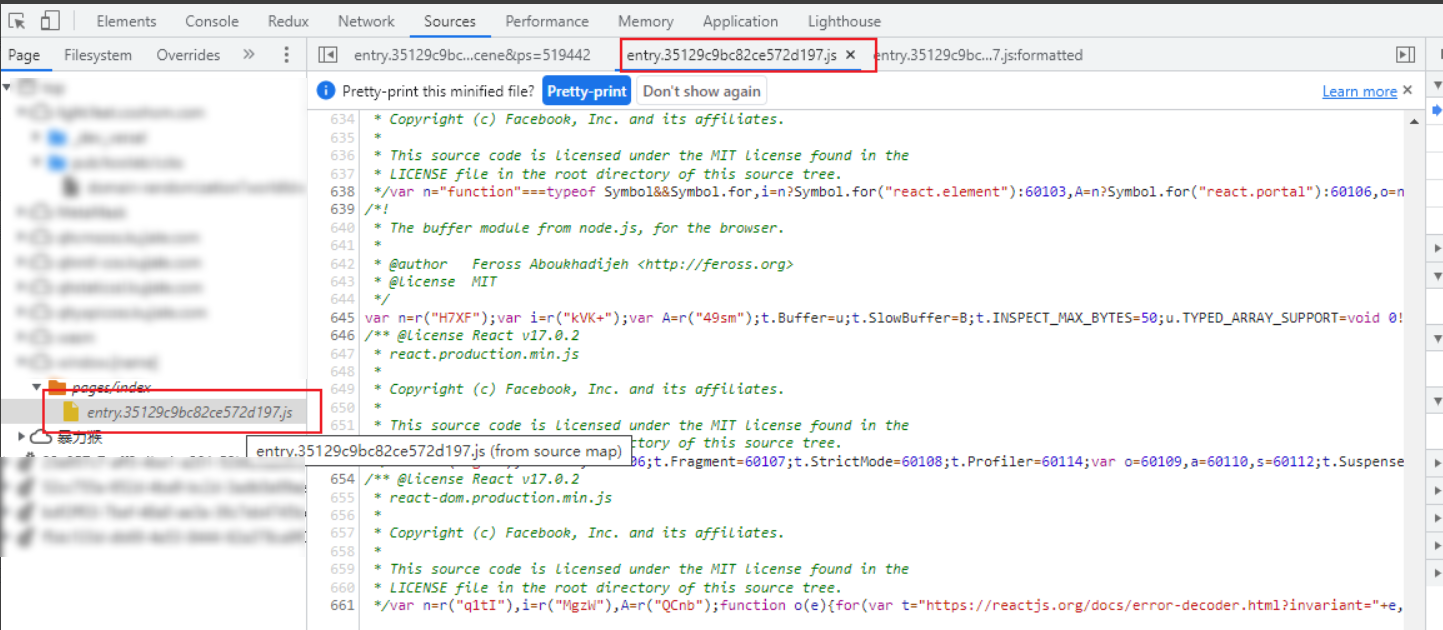 Elements Console Redux Network Sources Performance Memory Application Lighthouse
Page Filesystem Overrides » entry.35129c9bc...cene&ps=519442 entry.35129c9bc82ce572d197.js × entry.35129c9bc...7.js:formatted
Pretty-print this minified file? Pretty-print Don't show again Learn more ×
634 * Copyright (c) Facebook, Inc. and its affiliates.
635 *
636 * This source code is licensed under the MIT license found in the
637 * LICENSE file in the root directory of this source tree.
638 */var n="function"===typeof Symbol&&Symbol.for,i=n?Symbol.for("react.element"):60103,A=n?Symbol.for("react.portal"):60106,o=n
639 /*!
640 * The buffer module from node.js, for the browser.
641 *
642 * @author Feross Aboukhadijeh <http://feross.org>
643 * @license MIT
644 */
645 var n=r("H7XF");var i=r("kVK+");var A=r("49sm");t.Buffer=u;t.SlowBuffer=B;t.INSPECT_MAX_BYTES=50;u.TYPED_ARRAY_SUPPORT=void 0!
646 /** @license React v17.0.2
647 * react.production.min.js
648 *
649 * Copyright (c) Facebook, Inc. and its affiliates.
650 *
651 * This source code is licensed under the MIT license found in the
ctory of this source tree.
06;t.Fragment=60107;t.StrictMode=60108;t.Profiler=60114;var o=60109,a=60110,s=60112;t.Suspense
654 /** @license React v17.0.2
655 * react-dom.production.min.js
656 *
657 * Copyright (c) Facebook, Inc. and its affiliates.
658 *
659 * This source code is licensed under the MIT license found in the
660 * LICENSE file in the root directory of this source tree.
661 */var n=r("q1tI"),i=r("MgzW"),A=r("QCnb");function o(e){for(var t="https://reactjs.org/docs/error-decoder.html?invariant="+e,
pages/index
entry.35129c9bc82ce572d197.js
暴力猴
entry.35129c9bc82ce572d197.js (from source map)